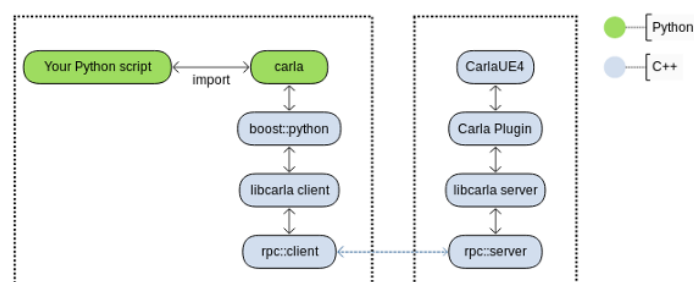 Your Python script
import
carla
boost::python
libcarla client
rpc::client
CarlaUE4
Carla Plugin
libcarla server
rpc::server
Python
C++